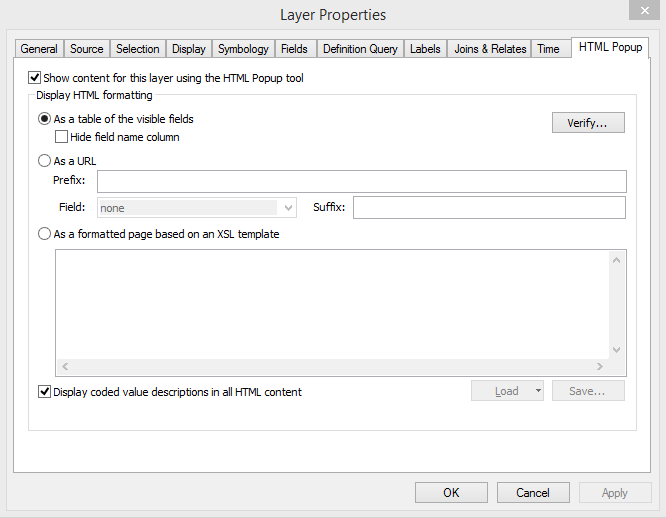 Layer Properties
General Source Selection Display Symbology Fields Definition Query Labels Joins & Relates Time HTML Popup
Show content for this layer using the HTML Popup tool
Display HTML formatting
As a table of the visible fields
Verify...
Hide field name column
As a URL
Prefix:
Field: none Suffix:
As a formatted page based on an XSL template
Display coded value descriptions in all HTML content Load Save...
OK Cancel Apply